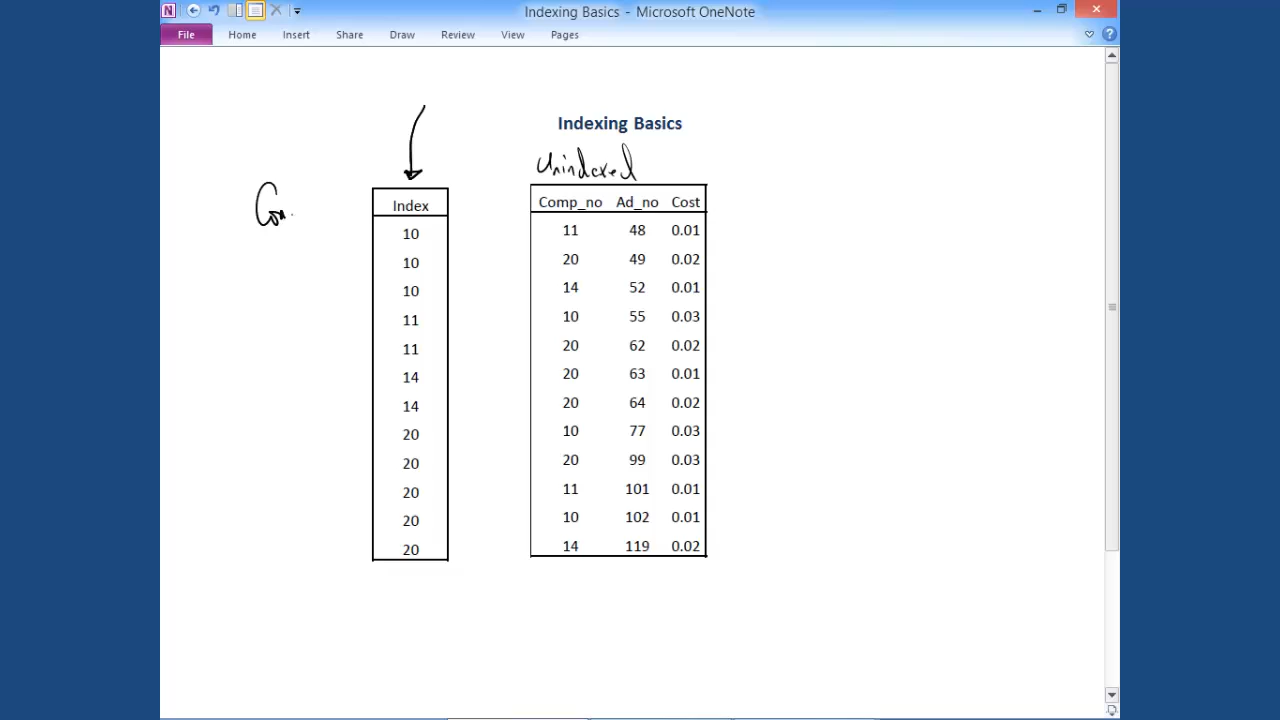 Indexing Basics - Microsoft OneNote
File Home Insert Share Draw Review View Pages
Indexing Basics
Unindexed
Index
10
10
10
11
11
14
14
20
20
20
20
20
Comp_no Ad_no Cost
11 48 0.01
20 49 0.02
14 52 0.01
10 55 0.03
20 62 0.02
20 63 0.01
20 64 0.02
10 77 0.03
20 99 0.03
11 101 0.01
10 102 0.01
14 119 0.02